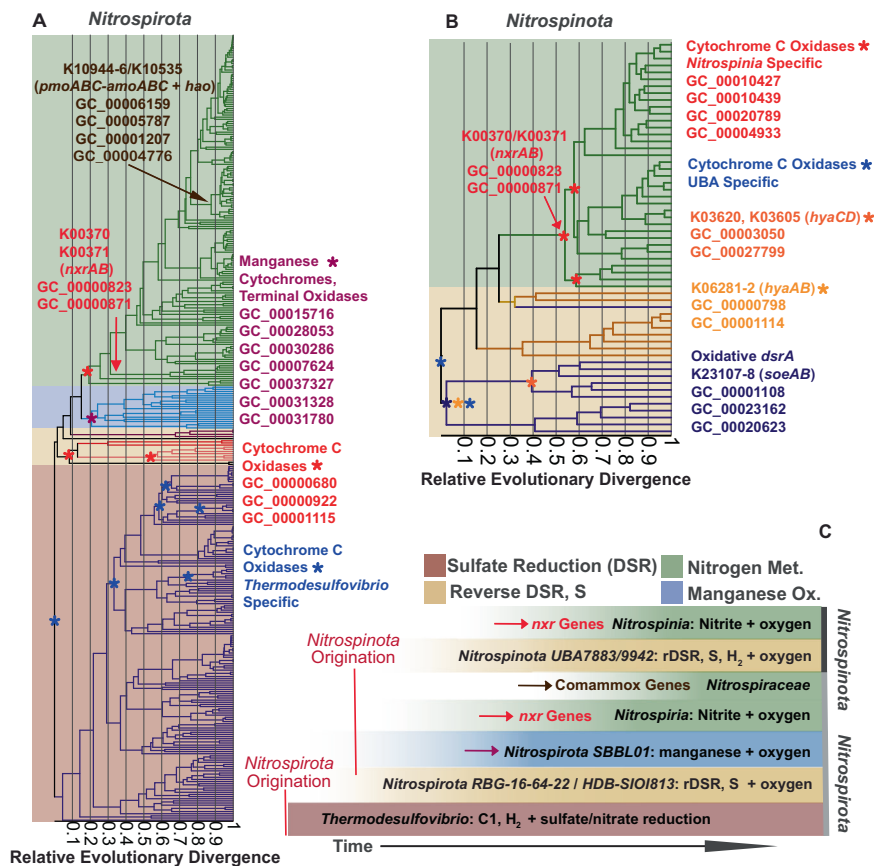 A
Nitrospirota
K10944-6/K10535
(pmoABC-amoABC + hao)
GC_00006159
GC_00005787
GC_00001207
GC_00004776
K00370
K00371
(nxrAB)
GC_00000823
GC_00000871
Manganese *
Cytochromes,
Terminal Oxidases
GC_00015716
GC_00028053
GC_00030286
GC_00007624
GC_00037327
GC_00031328
GC_00031780
Cytochrome C
Oxidases *
GC_00000680
GC_00000922
GC_00001115
Cytochrome C
Oxidases *
Thermodesulfovibrio
Specific
0.1 0.2 0.3 0.4 0.5 0.6 0.7 0.8 0.9 1
Relative Evolutionary Divergence
B
Nitrospinota
K00370/K00371
(nxrAB)
GC_00000823
GC_00000871
Cytochrome C Oxidases *
Nitrospinia Specific
GC_00010427
GC_00010439
GC_00020789
GC_00004933
Cytochrome C Oxidases *
UBA Specific
K03620, K03605 (hyaCD) *
GC_00003050
GC_00027799
K06281-2 (hyaAB) *
GC_00000798
GC_00001114
Oxidative dsrA
K23107-8 (soeAB)
GC_00001108
GC_00023162
GC_00020623
0.1 0.2 0.3 0.4 0.5 0.6 0.7 0.8 0.9 1
Relative Evolutionary Divergence
C
Sulfate Reduction (DSR)
Nitrogen Met.
Reverse DSR, S
Manganese Ox.
nxr Genes Nitrospinia: Nitrite + oxygen
Nitrospinota UBA7883/9942: rDSR, S, H2 + oxygen
Comammox Genes Nitrospiraceae
nxr Genes Nitrospiria: Nitrite + oxygen
Nitrospirota SBBL01: manganese + oxygen
Nitrospirota RBG-16-64-22 / HDB-SIOI813: rDSR, S + oxygen
Thermodesulfovibrio: C1, H2 + sulfate/nitrate reduction
Nitrospinota
Origination
Nitrospirota
Origination
Nitrospinota
Nitrospirota
Time